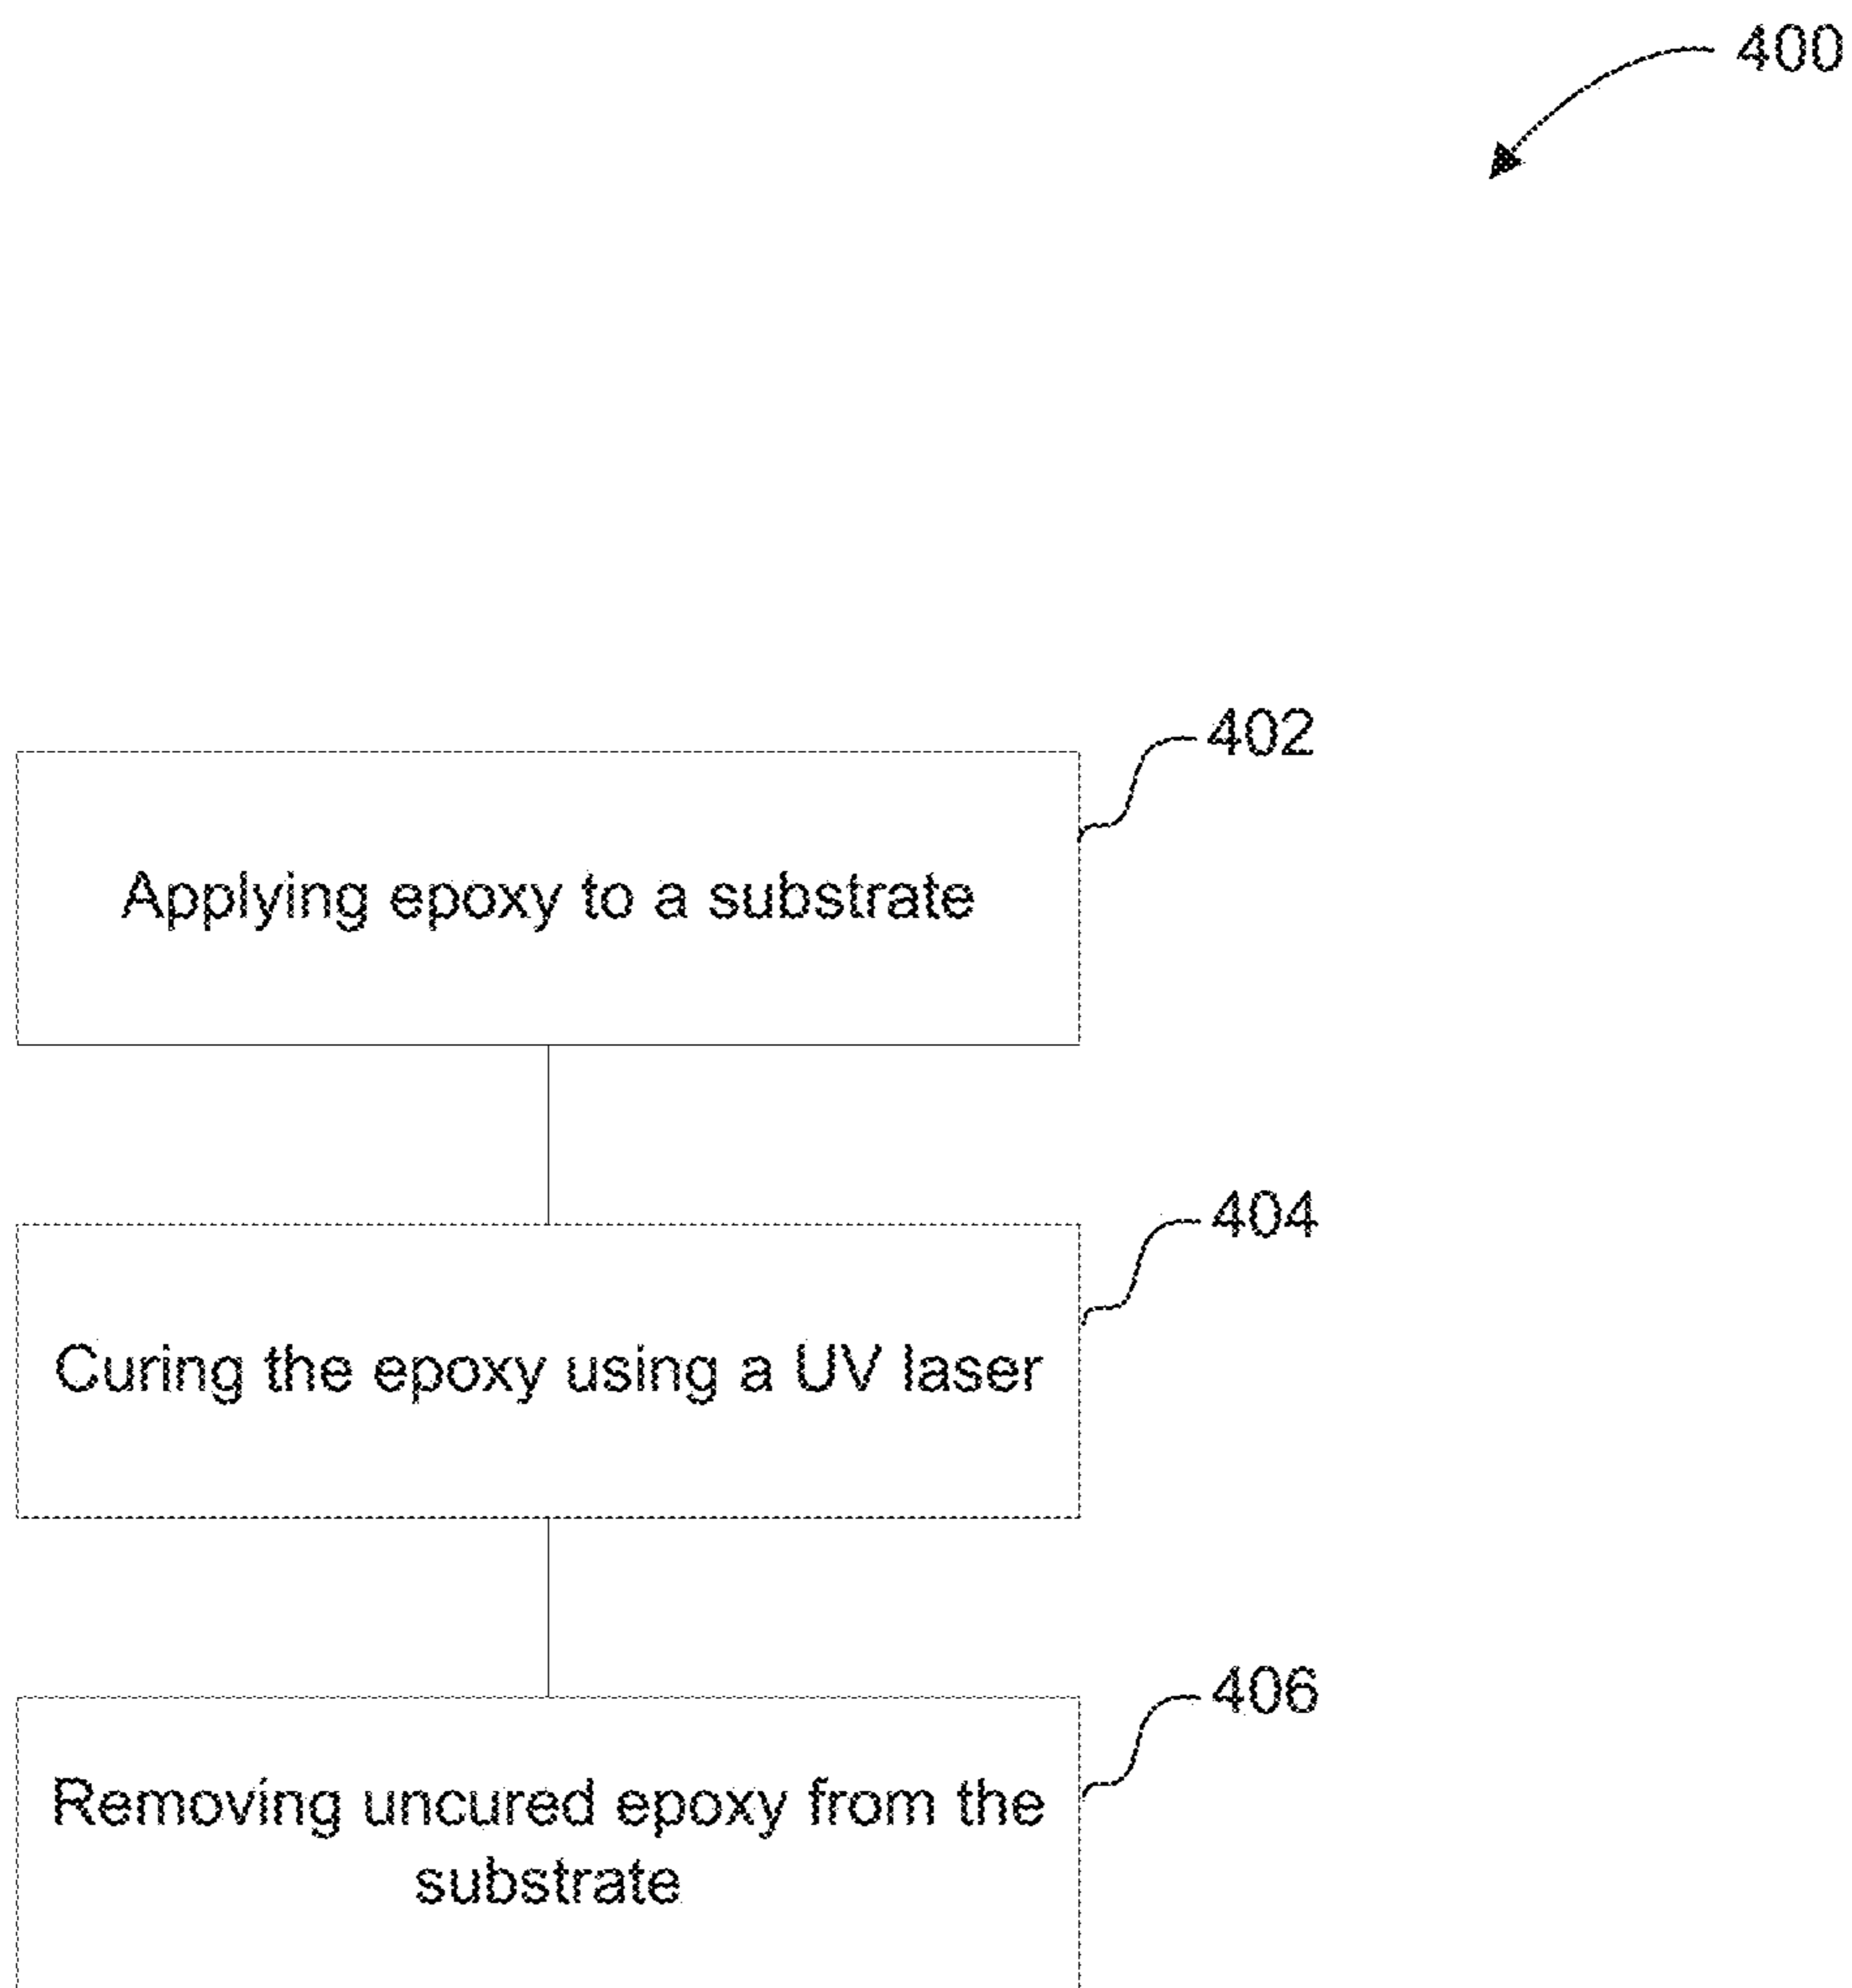 400
402
Applying epoxy to a substrate
404
Curing the epoxy using a UV laser
406
Removing uncured epoxy from the
substrate